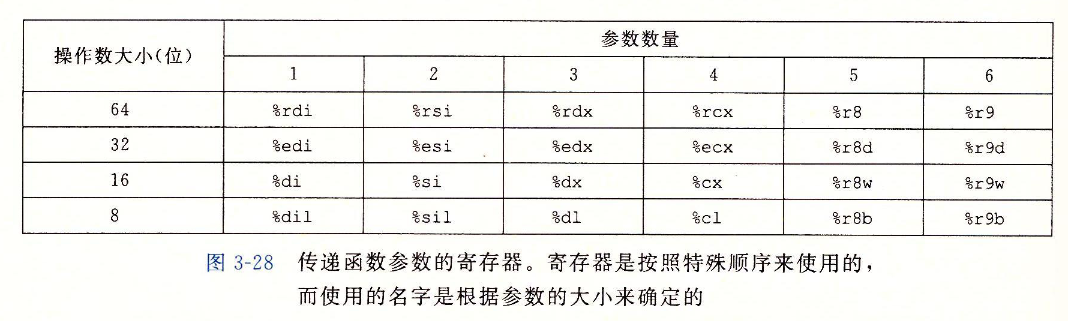 操作数大小(位) 参数数量
1 2 3 4 5 6
64 %rdi %rsi %rdx %rcx %r8 %r9
32 %edi %esi %edx %ecx %r8d %r9d
16 %di %si %dx %cx %r8w %r9w
8 %dil %sil %dl %cl %r8b %r9b
图 3-28 传递函数参数的寄存器。寄存器是按照特殊顺序来使用的，
而使用的名字是根据参数的大小来确定的